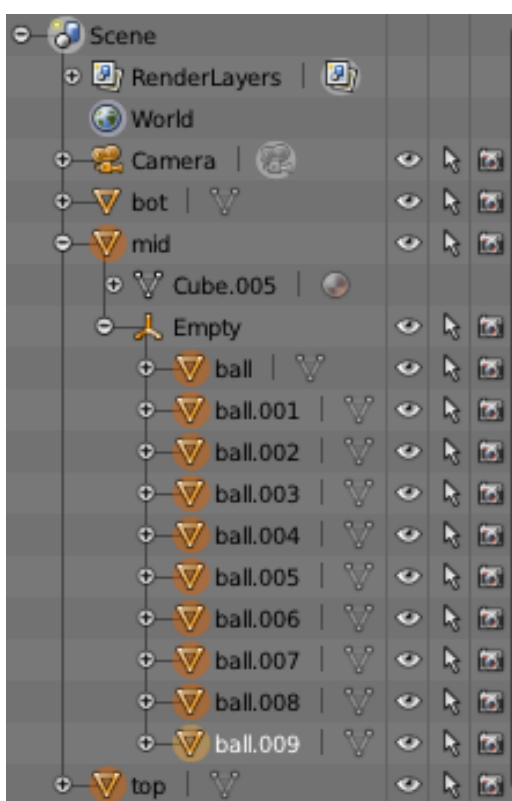 Scene
RenderLayers
World
Camera
bot
mid
Cube.005
Empty
ball
ball.001
ball.002
ball.003
ball.004
ball.005
ball.006
ball.007
ball.008
ball.009
top